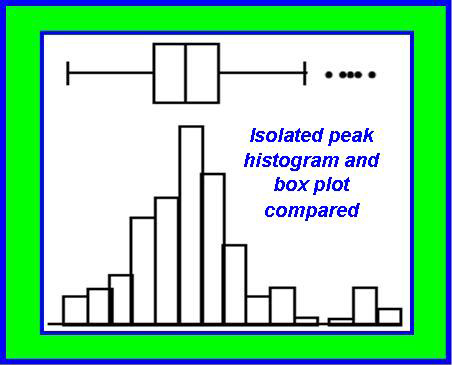 Isolated peak
histogram and
box plot
compared